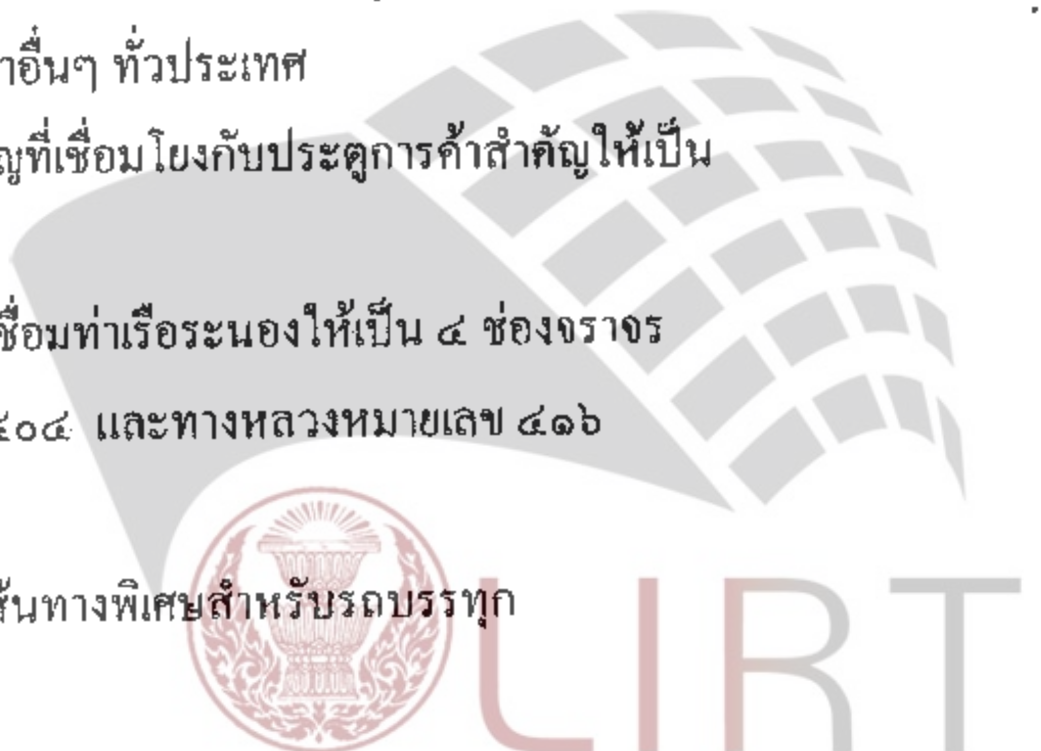 าอื่นๆ ทั่วประเทศ
ญที่เชื่อมโยงกับประตูการค้าสำคัญให้เป็น
ชื่อมท่าเรือระนองให้เป็น ๔ ช่องจราจร
๔๐๔ และทางหลวงหมายเลข ๔๑๖
ส้นทางพิเศษสำหรับรถบรรทุก
LIRT